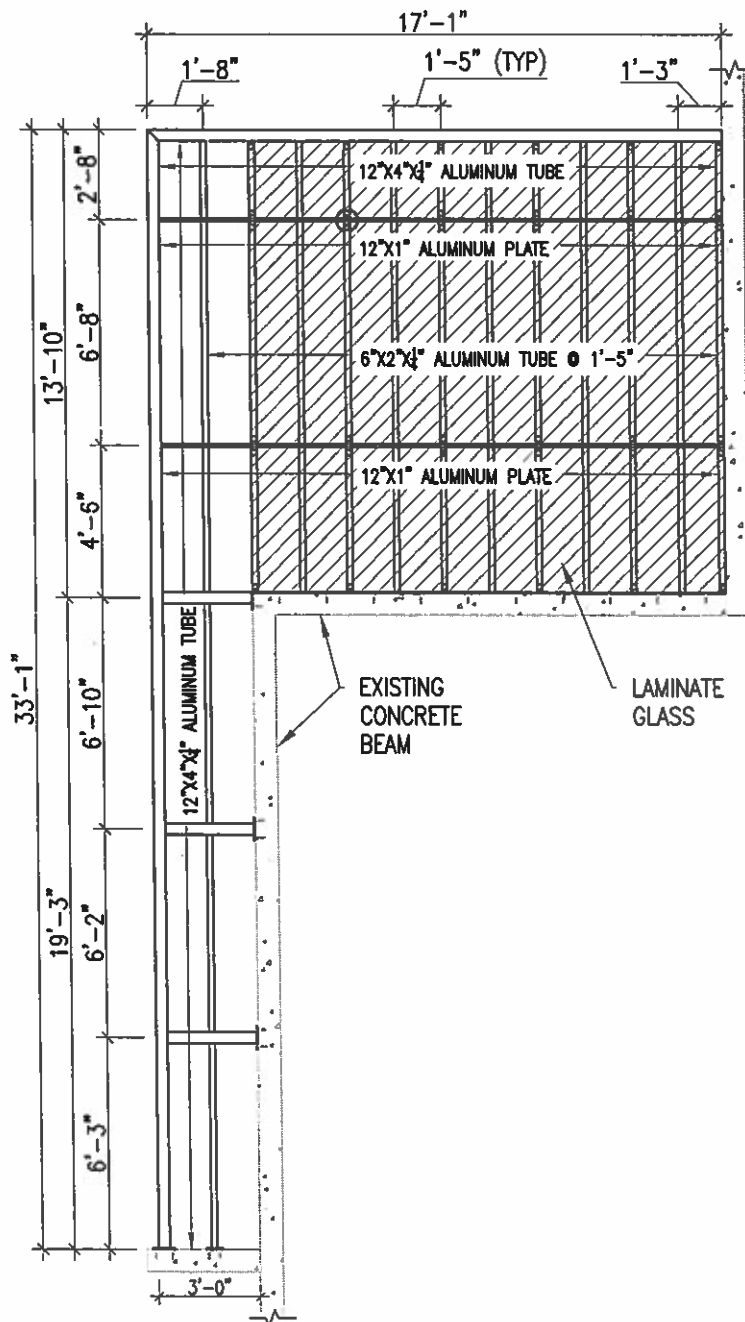 17'-1"
1'-8"
1'-5" (TYP)
1'-3"
2'-8"
12"X4"X¼" ALUMINUM TUBE
12"X1" ALUMINUM PLATE
6'-8"
13'-10"
6"X2"X¼" ALUMINUM TUBE @ 1'-5"
12"X1" ALUMINUM PLATE
4'-6"
33'-1"
12"X4"X¼" ALUMINUM TUBE
6'-10"
EXISTING
CONCRETE
BEAM
LAMINATE
GLASS
19'-3"
6'-2"
6'-3"
3'-0"